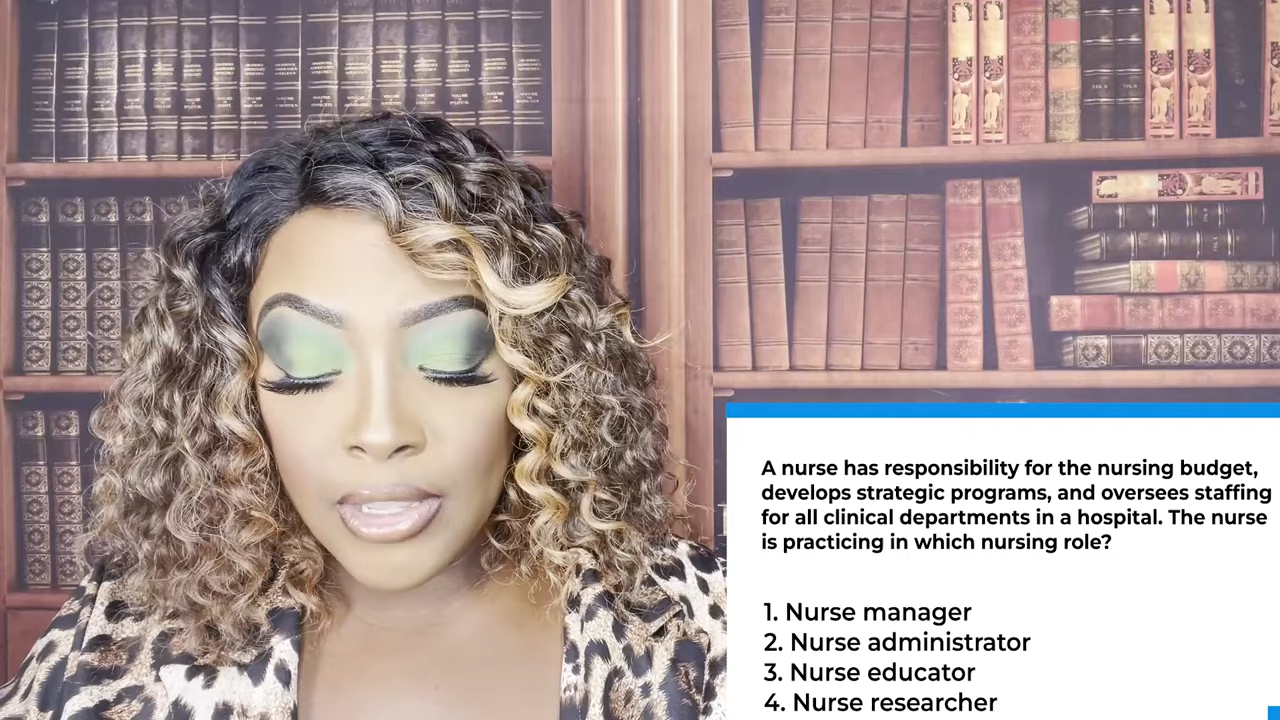 A nurse has responsibility for the nursing budget,
develops strategic programs, and oversees staffing
for all clinical departments in a hospital. The nurse
is practicing in which nursing role?
1. Nurse manager
2. Nurse administrator
3. Nurse educator
4. Nurse researcher